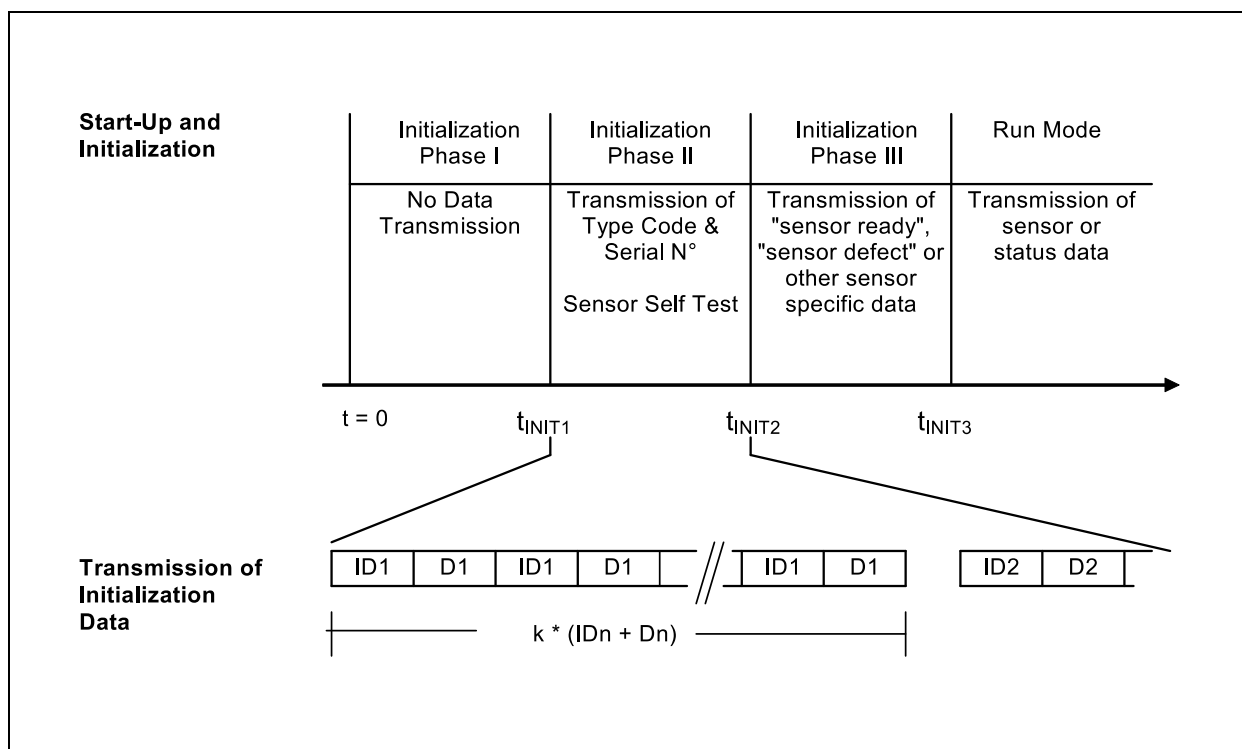 Start-Up and
Initialization
Initialization
Phase I
Initialization
Phase II
Initialization
Phase III
Run Mode
No Data
Transmission
Transmission of
Type Code &
Serial N°
Sensor Self Test
Transmission of
"sensor ready",
"sensor defect" or
other sensor
specific data
Transmission of
sensor or
status data
t = 0
tINIT1
tINIT2
tINIT3
Transmission of
Initialization
Data
ID1 D1 ID1 D1 // ID1 D1 ID2 D2
k * (IDn + Dn)